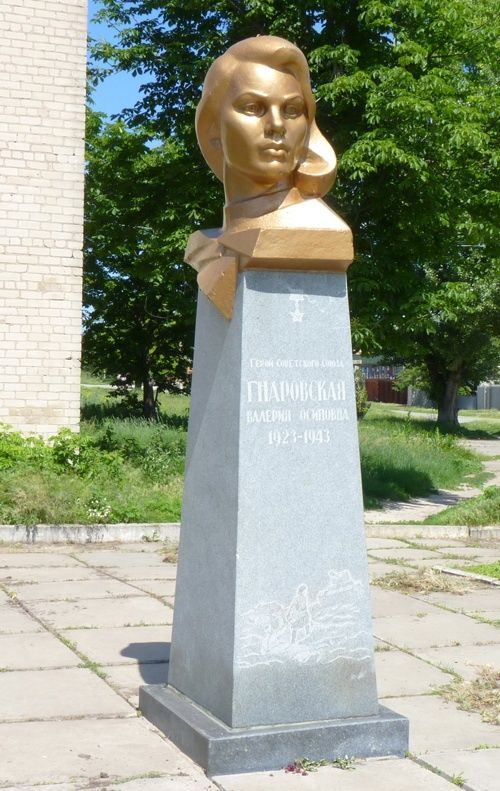 Герой Советского Союза
ГНАРОВСКАЯ
ВАЛЕРИЯ ОСИПОВНА
1923-1943